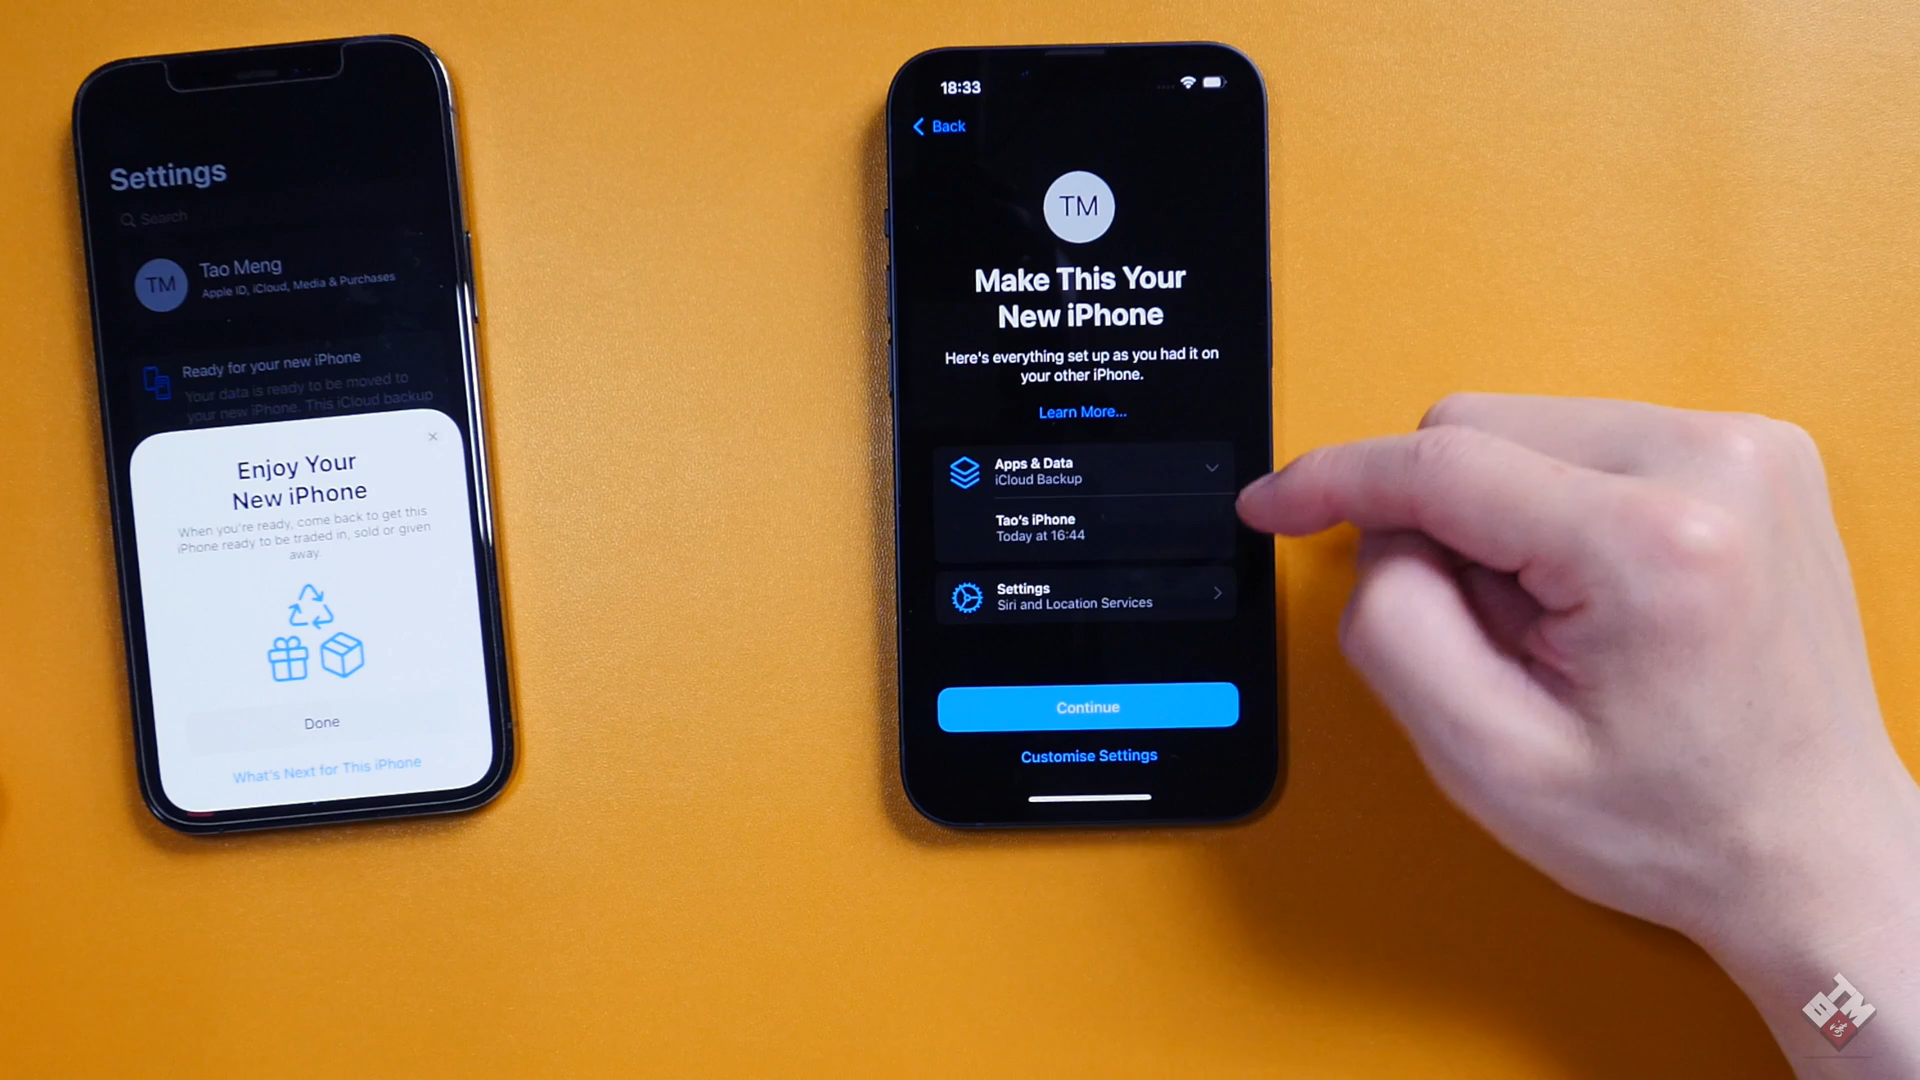 Settings
Search
TM
Tao Meng
Apple ID, iCloud, Media & Purchases
Ready for your new iPhone
Your data is ready to be moved to
your new iPhone. This iCloud backup
Enjoy Your
New iPhone
When you're ready, come back to get this
iPhone ready to be traded in, sold or given
away.
Done
What's Next for This iPhone
18:33
Back
TM
Make This Your
New iPhone
Here's everything set up as you had it on
your other iPhone.
Learn More...
Apps & Data
iCloud Backup
Tao's iPhone
Today at 16:44
Settings
Siri and Location Services
Continue
Customise Settings
BTM